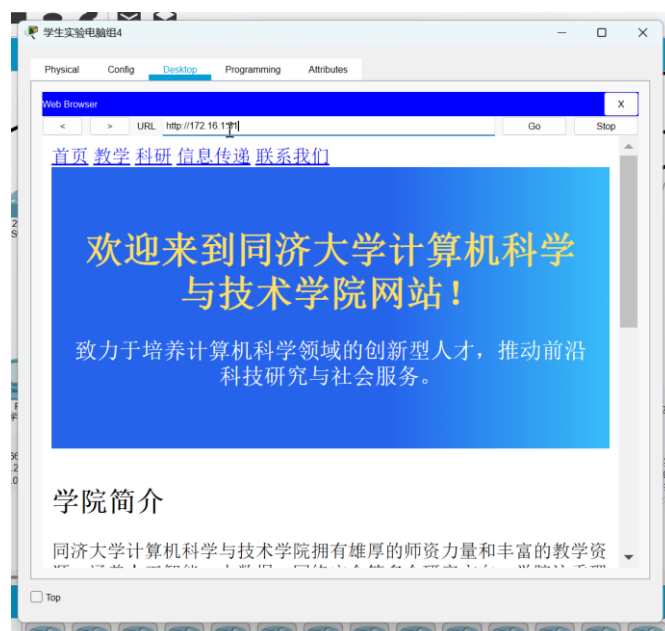 学生实验电脑组4
Physical Config Desktop Programming Attributes
Web Browser X
< > URL Go Stop
首页 教学 科研 信息传递 联系我们
欢迎来到同济大学计算机科学
与技术学院网站！
致力于培养计算机科学领域的创新型人才，推动前沿
科技研究与社会服务。
学院简介
同济大学计算机科学与技术学院拥有雄厚的师资力量和丰富的教学资
Top